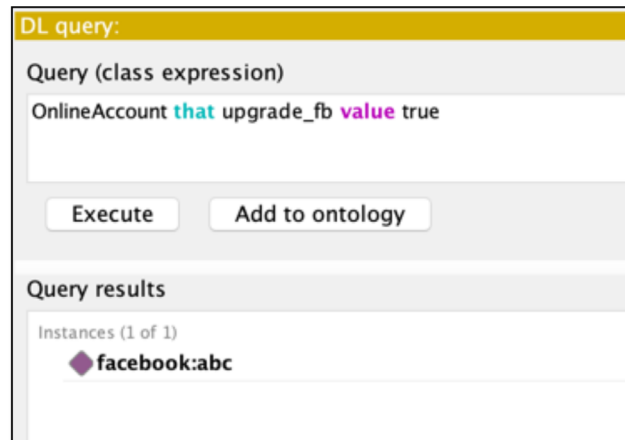 DL query:
Query (class expression)
OnlineAccount that upgrade_fb value true
Execute Add to ontology
Query results
Instances (1 of 1)
facebook:abc